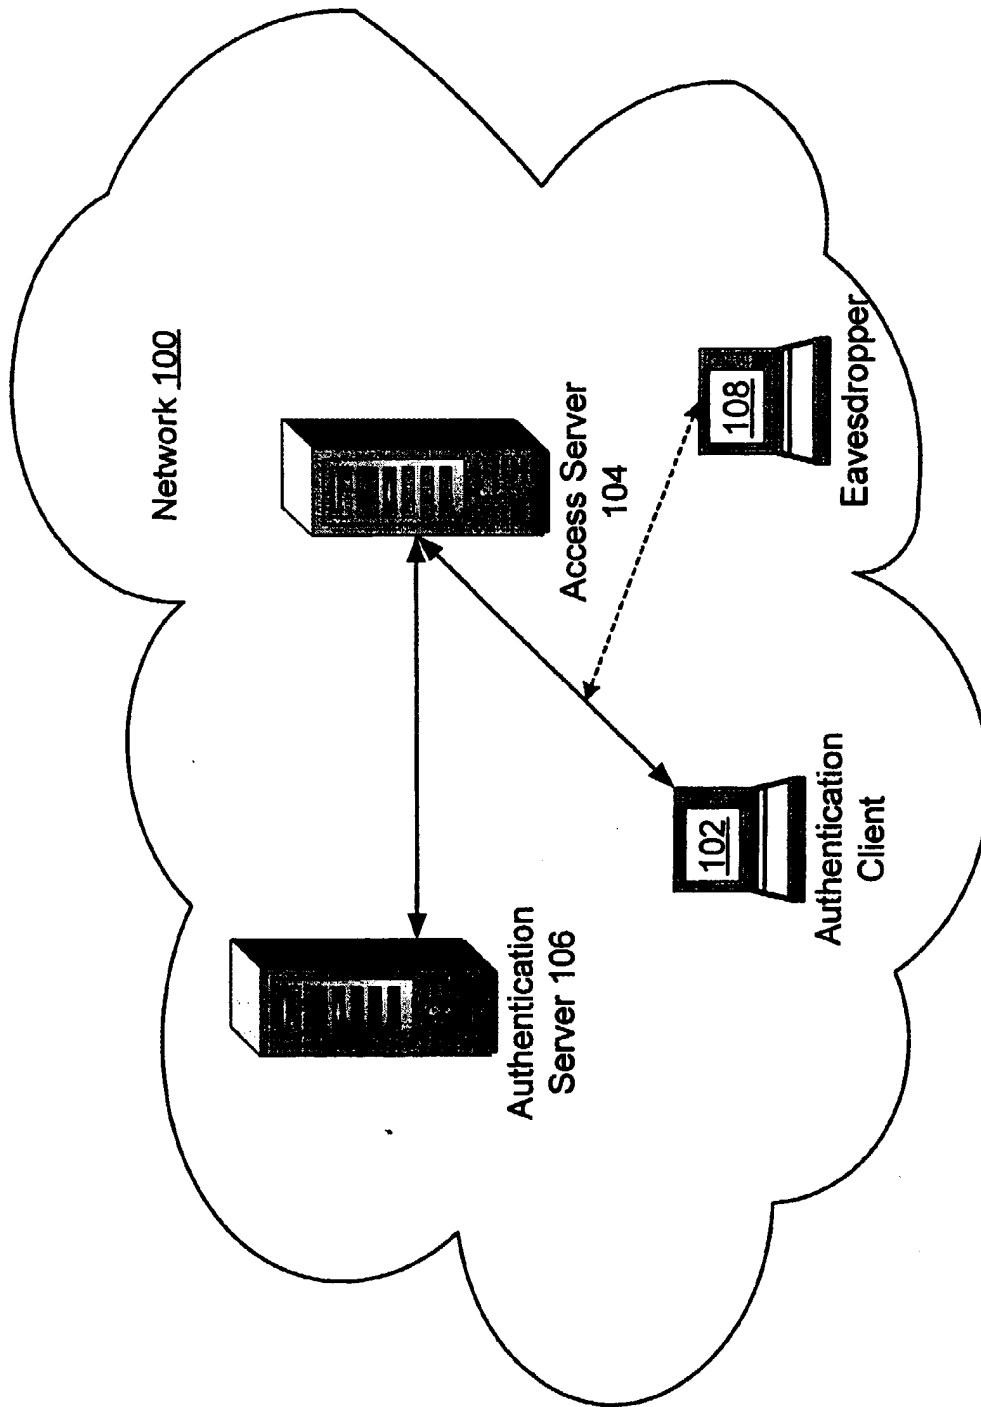 Network 100
Authentication
Server 106
Access Server
104
102
Authentication
Client
108
Eavesdropper